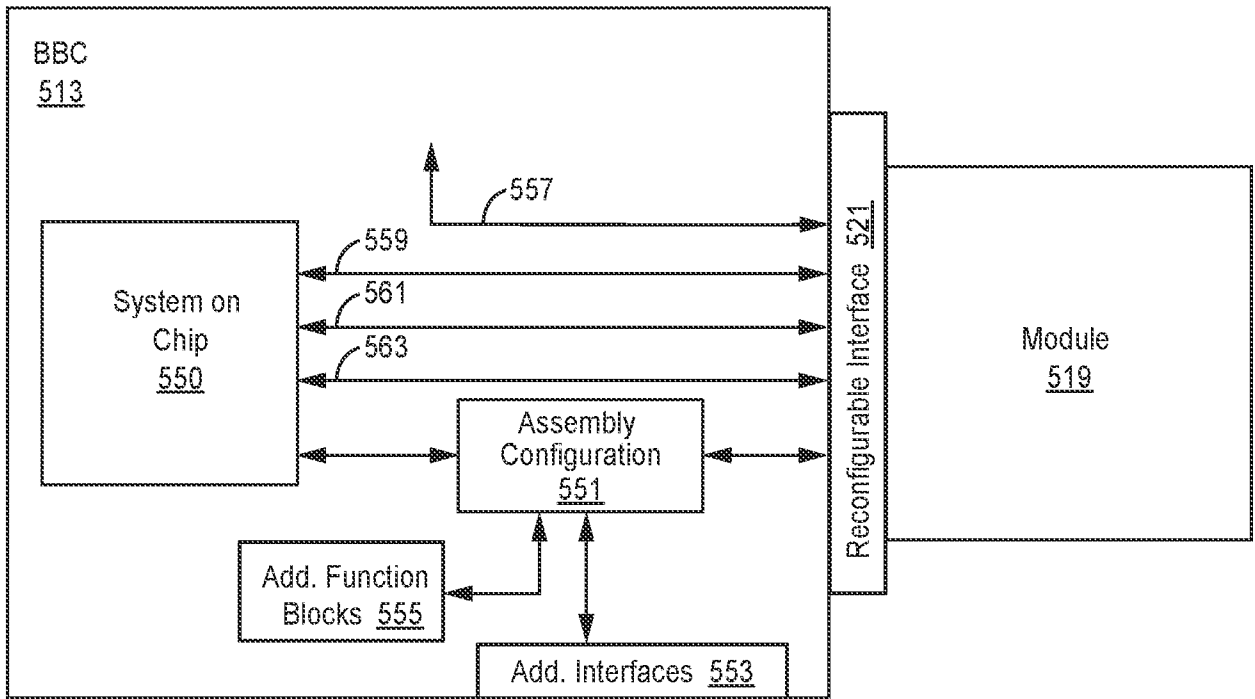 BBC
513
557
559
561
563
System on
Chip
550
Assembly
Configuration
551
Add. Function
Blocks 555
Add. Interfaces 553
Reconfigurable Interface 521
Module
519